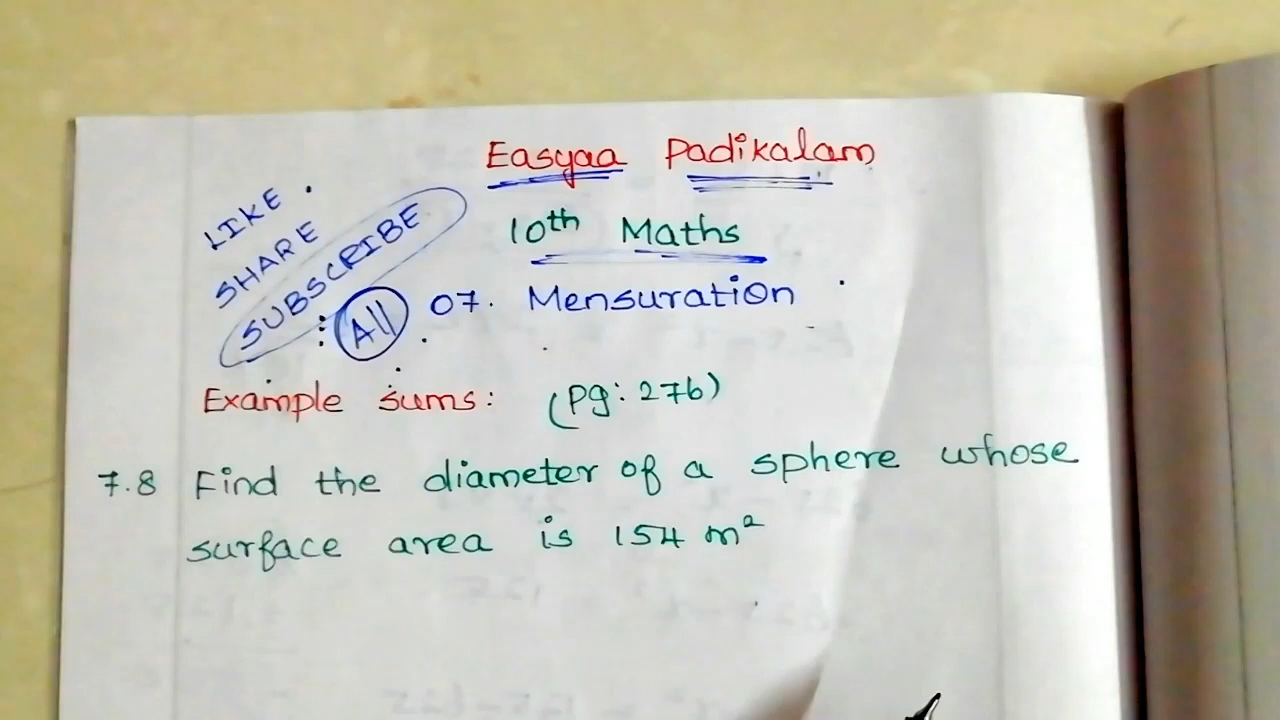 Easyaa Padikalam
LIKE.
SHARE
SUBSCRIBE
All
10th Maths
07. Mensuration
Example sums: (Pg: 276)
7.8 Find the diameter of a sphere whose
surface area is 154 m²